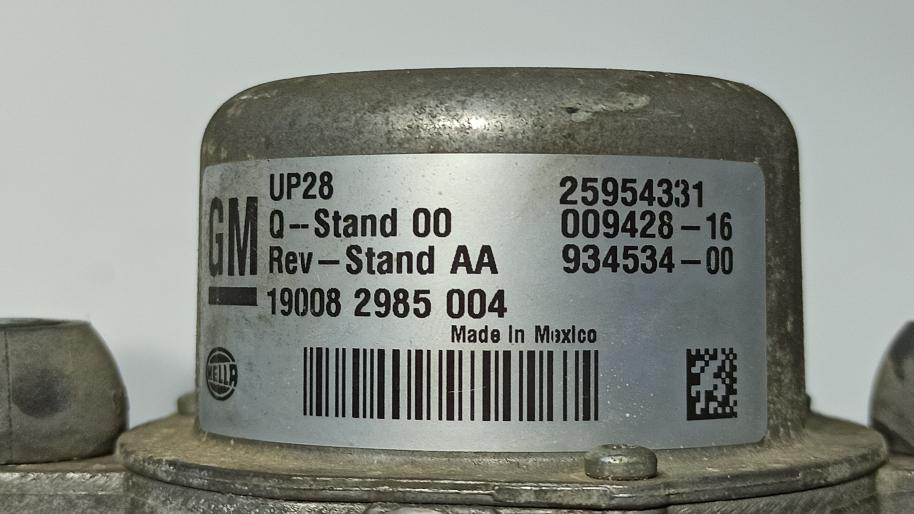 GM
UP28 25954331
Q--Stand 00 009428-16
Rev-Stand AA 934534-00
19008 2985 004
Made in Mexico
HELLA